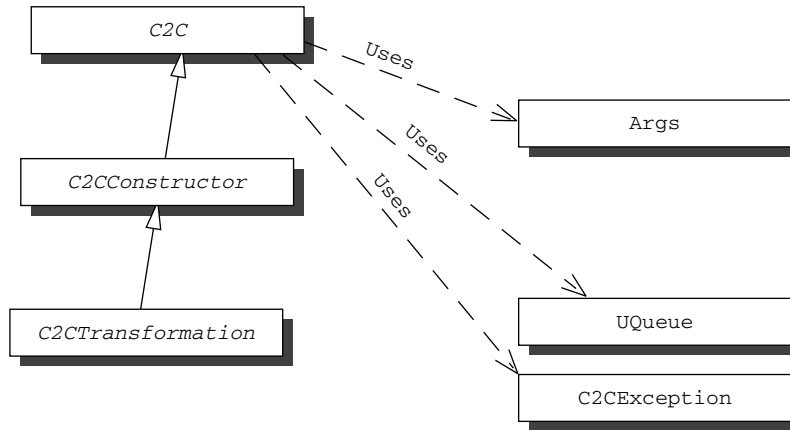 C2C
Uses
Args
Uses
C2CConstructor
Uses
C2CTransformation
UQueue
C2CException